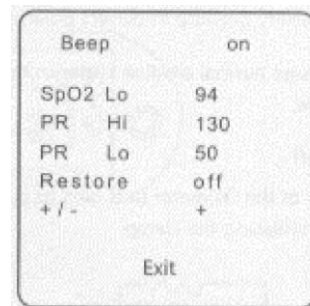 Beep on
SpO2 Lo 94
PR Hi 130
PR Lo 50
Restore off
+ / - +
Exit